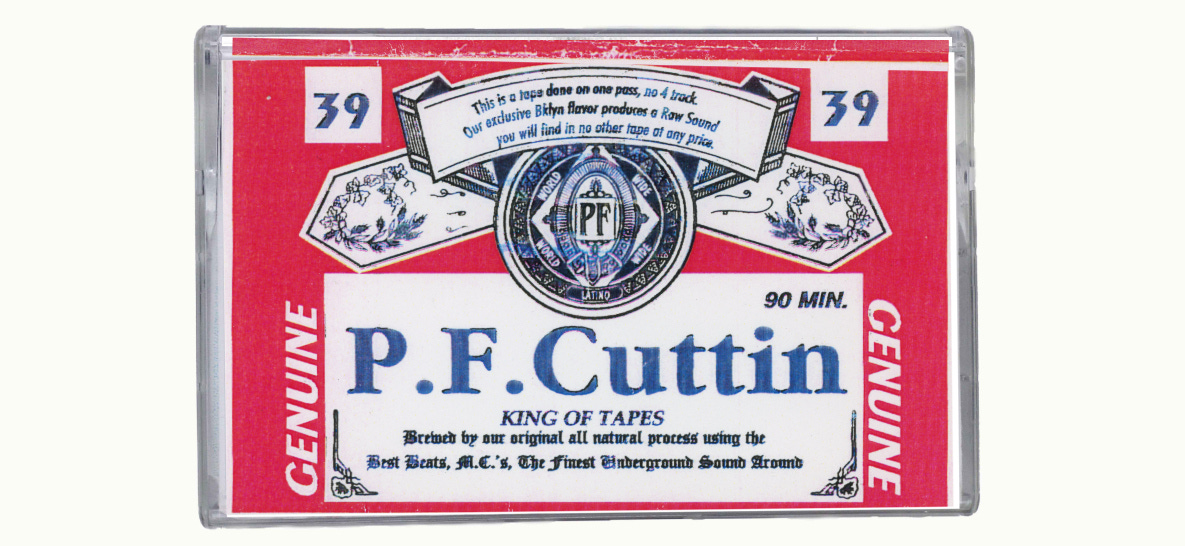 39
This is a tape done on one pass, no 4 track.
Our exclusive Bklyn flavor produces a Raw Sound
you will find in no other tape at any price.
39
WORLD WIDE
PF
WORLD WIDE
LATINO
90 MIN.
GENUINE
P.F.Cuttin
GENUINE
KING OF TAPES
Brewed by our original all natural process using the
Best Beats, M.C.'s, The Finest Underground Sound Around